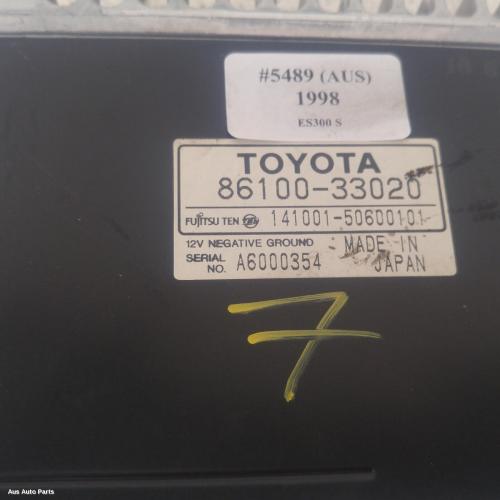 #5489 (AUS)
1998
ES300 S
TOYOTA
86100-33020
FUJITSU TEN 141001-50600101
12V NEGATIVE GROUND MADE IN
SERIAL NO. A6000354 JAPAN
7
Aus Auto Parts